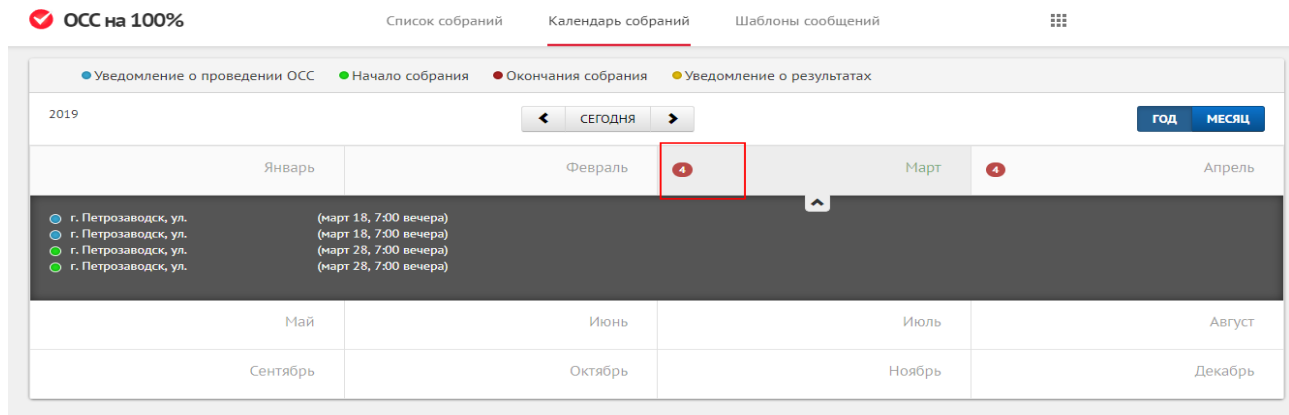 ОСС на 100%
Список собраний
Календарь собраний
Шаблоны сообщений
Уведомление о проведении ОСС
Начало собрания
Окончания собрания
Уведомление о результатах
2019
СЕГОДНЯ
ГОД
МЕСЯЦ
Январь
Февраль
4
Март
4
Апрель
г. Петрозаводск, ул. (март 18, 7:00 вечера)
г. Петрозаводск, ул. (март 18, 7:00 вечера)
г. Петрозаводск, ул. (март 28, 7:00 вечера)
г. Петрозаводск, ул. (март 28, 7:00 вечера)
Май
Июнь
Июль
Август
Сентябрь
Октябрь
Ноябрь
Декабрь